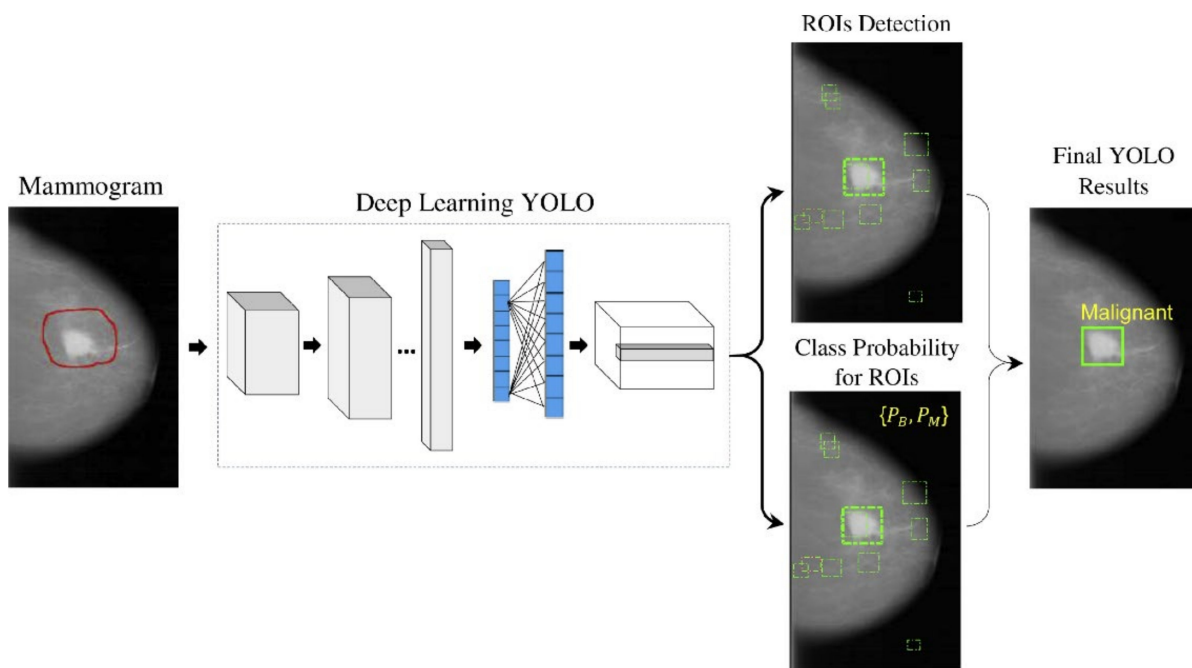 Mammogram
Deep Learning YOLO
...
ROIs Detection
Class Probability
for ROIs
{P_B, P_M}
Final YOLO
Results
Malignant